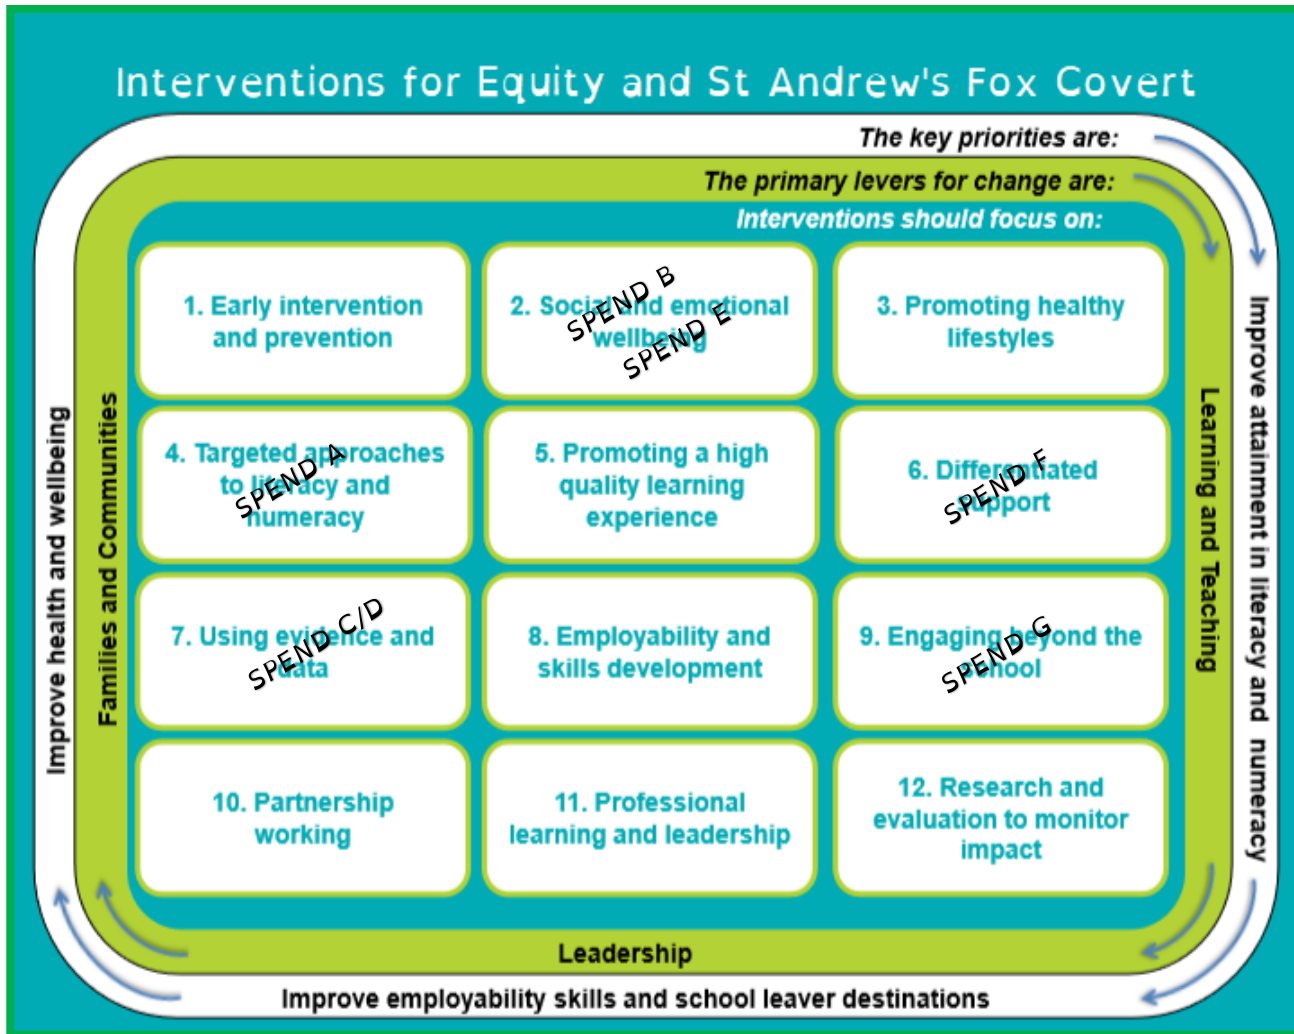 Interventions for Equity and St Andrew's Fox Covert
The key priorities are:
The primary levers for change are:
Interventions should focus on:
1. Early intervention
and prevention
2. Social and emotional
wellbeing
SPEND B
SPEND E
3. Promoting healthy
lifestyles
4. Targeted approaches
to literacy and
numeracy
SPEND A
5. Promoting a high
quality learning
experience
6. Differentiated
support
SPEND F
7. Using evidence and
data
SPEND C/D
8. Employability and
skills development
9. Engaging beyond the
school
SPEND G
10. Partnership
working
11. Professional
learning and leadership
12. Research and
evaluation to monitor
impact
Learning and Teaching
Improve attainment in literacy and numeracy
Leadership
Improve employability skills and school leaver destinations
Families and Communities
Improve health and wellbeing